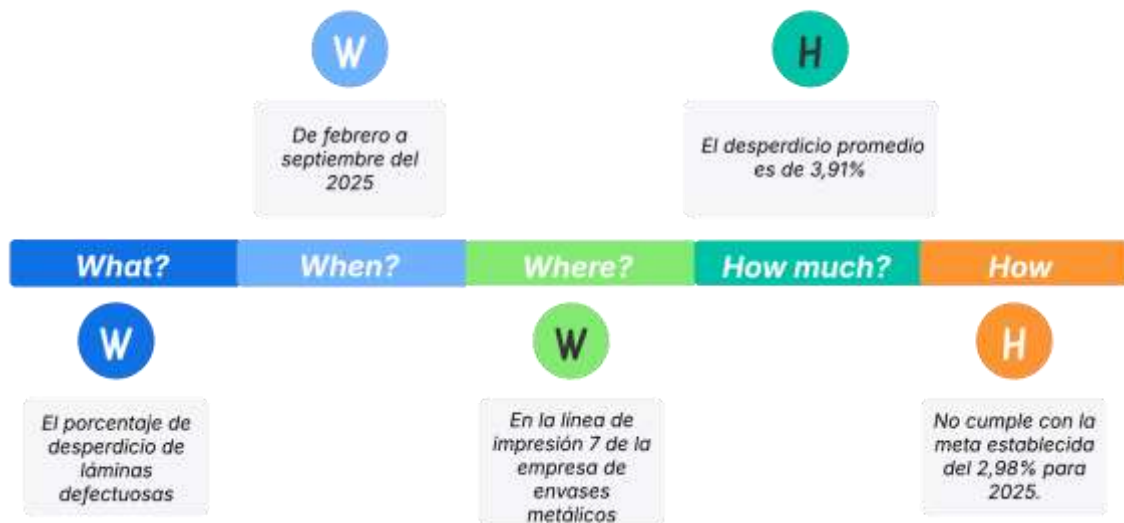 W
H
De febrero a
septiembre del
2025
El desperdicio promedio
es de 3,91%
What?
When?
Where?
How much?
How
W
W
H
El porcentaje de
desperdicio de
láminas
defectuosas
En la línea de
impresión 7 de la
empresa de
envases
metálicos
No cumple con la
meta establecida
del 2,98% para
2025.